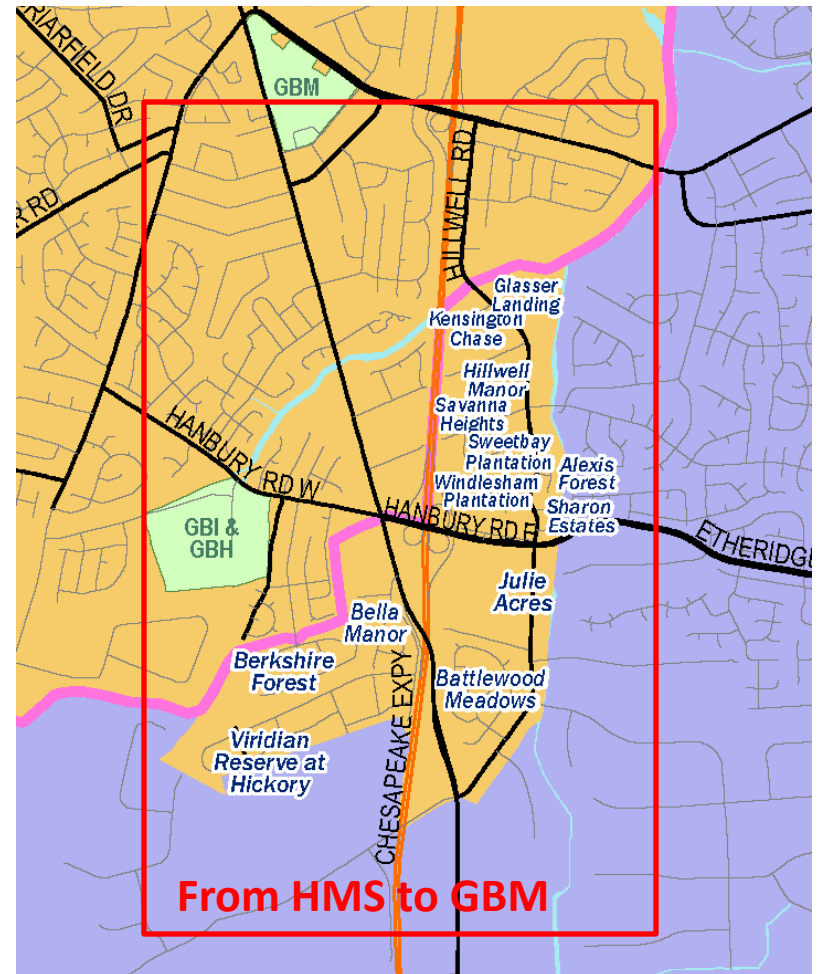 RIARFIELD DR
GBM
R RD
HILLWELL RD
Glasser
Landing
Kensington
Chase
Hillwell
Manor
Savanna
Heights
Sweetbay
Plantation
Alexis
Forest
Windlesham
Plantation
Sharon
Estates
HANBURY RD W
HANBURY RD E
ETHERIDGE
GBI &
GBH
Julie
Acres
Bella
Manor
Berkshire
Forest
Battlewood
Meadows
CHESAPEAKE EXPY
Viridian
Reserve at
Hickory
From HMS to GBM